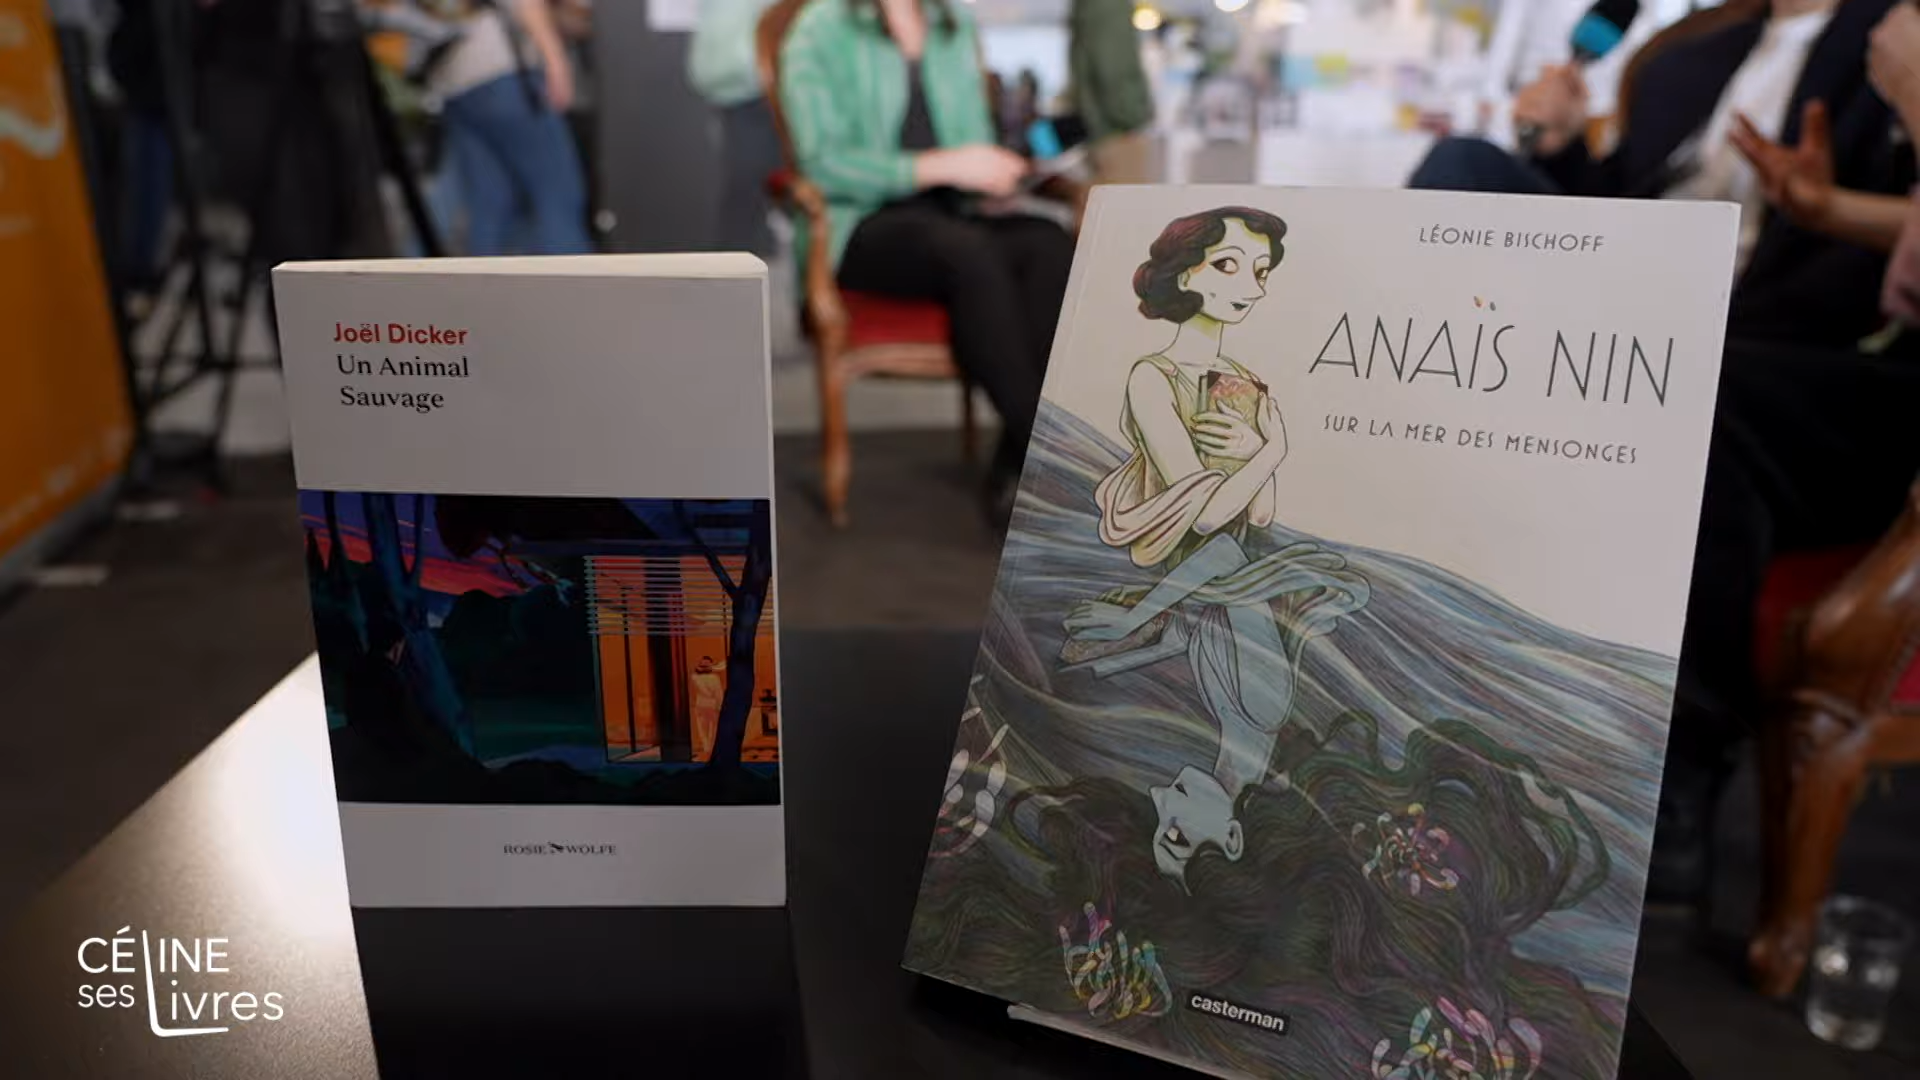 Joël Dicker
Un Animal
Sauvage
ROSIE WOLFE
LÉONIE BISCHOFF
ANAÏS NIN
SUR LA MER DES MENSONGES
casterman
CÉLINE
ses Livres